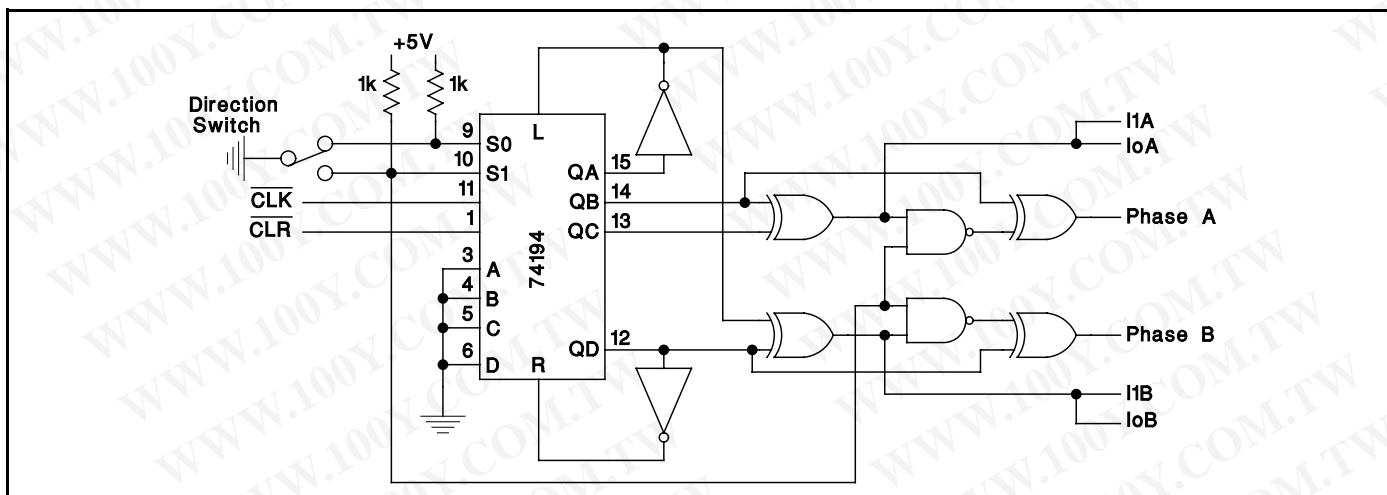 +5V
1k
1k
Direction
Switch
9
S0
10
S1
11
CLK
1
CLR
3
A
4
B
5
C
6
D
L
74194
R
QA
15
QB
14
QC
13
QD
12
I1A
IoA
Phase A
Phase B
I1B
IoB
WWW.100Y.COM.TW